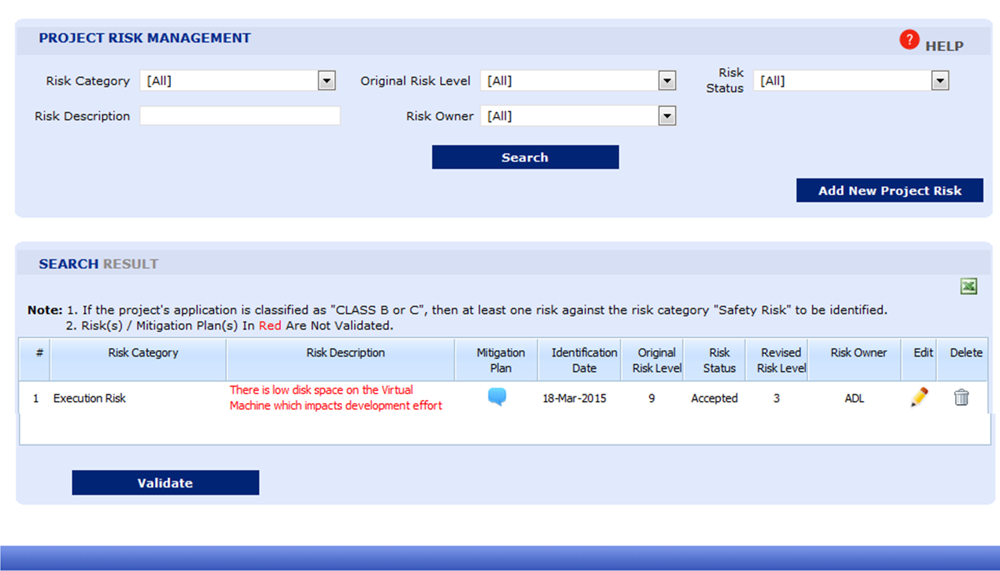 PROJECT RISK MANAGEMENT
? HELP
Risk Category [All] Original Risk Level [All] Risk Status [All]
Risk Description Risk Owner [All]
Search
Add New Project Risk
SEARCH RESULT
Note: 1. If the project's application is classified as "CLASS B or C", then at least one risk against the risk category "Safety Risk" to be identified.
2. Risk(s) / Mitigation Plan(s) In Red Are Not Validated.
# Risk Category Risk Description Mitigation Plan Identification Date Original Risk Level Risk Status Revised Risk Level Risk Owner Edit Delete
1 Execution Risk There is low disk space on the Virtual Machine which impacts development effort 18-Mar-2015 9 Accepted 3 ADL
Validate